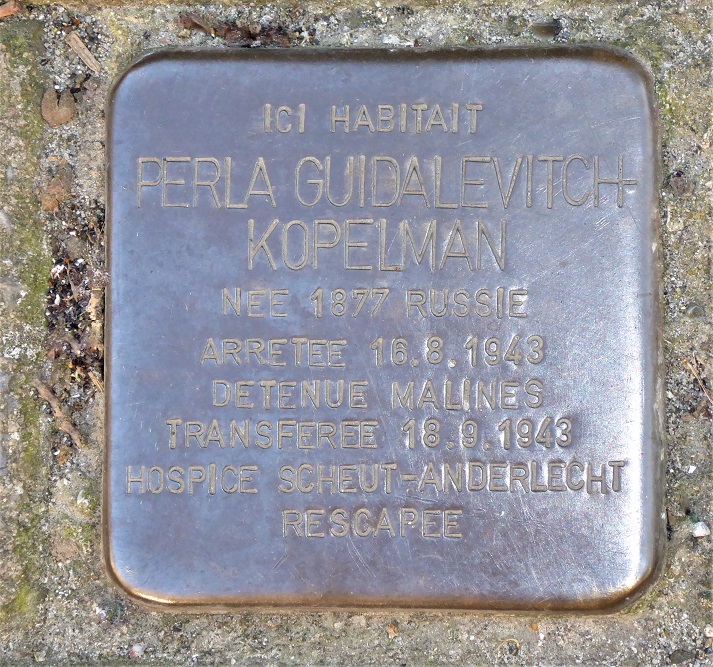 ICI HABITAIT
PERLA GUIDALEVITCH-
KOPELMAN
NEE 1877 RUSSIE
ARRETEE 16.8.1943
DETENUE MALINES
TRANSFEREE 18.9.1943
HOSPICE SCHEUT-ANDERLECHT
RESCAPEE